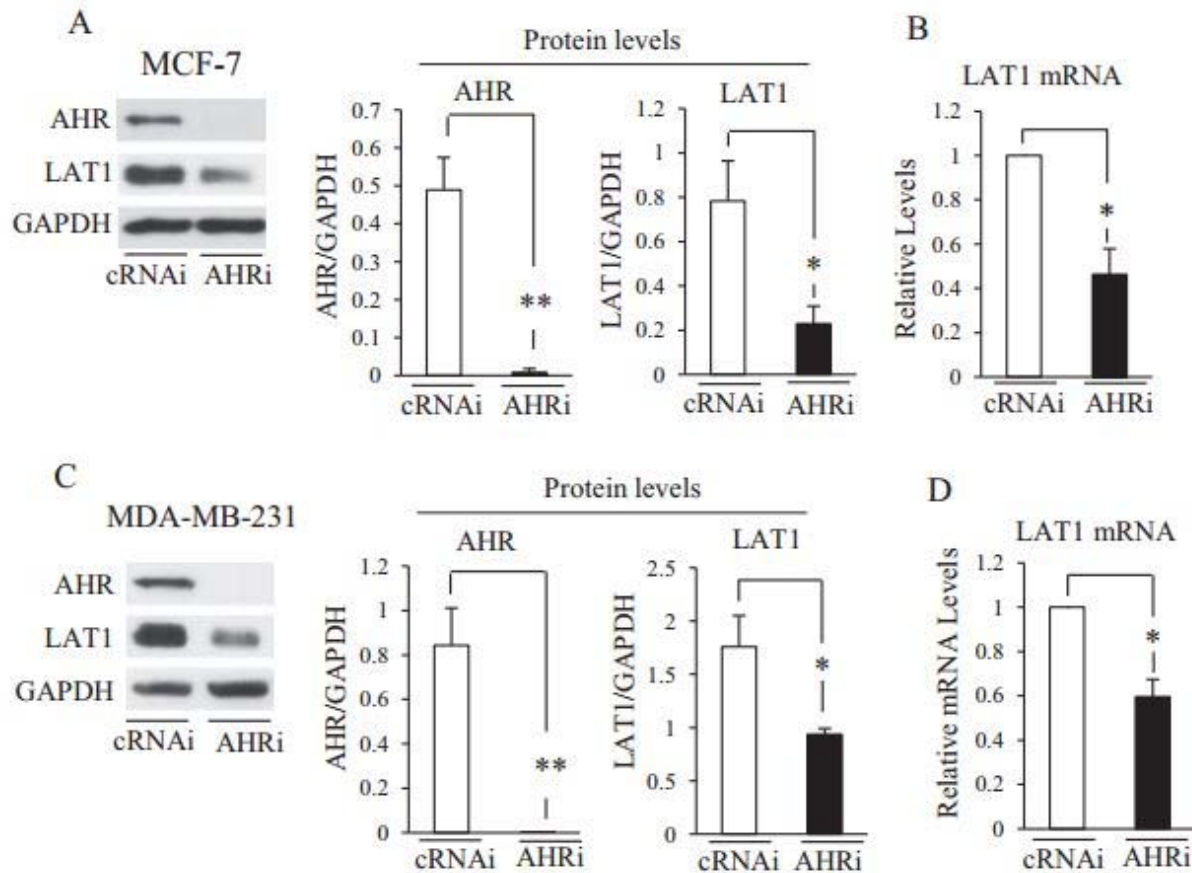 A
MCF-7
AHR
LAT1
GAPDH
cRNAi AHRi
Protein levels
AHR
AHR/GAPDH
0.7
0.6
0.5
0.4
0.3
0.2
0.1
0
**
cRNAi AHRi
LAT1
LAT1/GAPDH
1.2
1
0.8
0.6
0.4
0.2
0
*
cRNAi AHRi
B
LAT1 mRNA
Relative Levels
1.2
1
0.8
0.6
0.4
0.2
0
*
cRNAi AHRi
C
MDA-MB-231
AHR
LAT1
GAPDH
cRNAi AHRi
Protein levels
AHR
AHR/GAPDH
1.2
1
0.8
0.6
0.4
0.2
0
**
cRNAi AHRi
LAT1
LAT1/GAPDH
2.5
2
1.5
1
0.5
0
*
cRNAi AHRi
D
LAT1 mRNA
Relative mRNA Levels
1.2
1
0.8
0.6
0.4
0.2
0
*
cRNAi AHRi